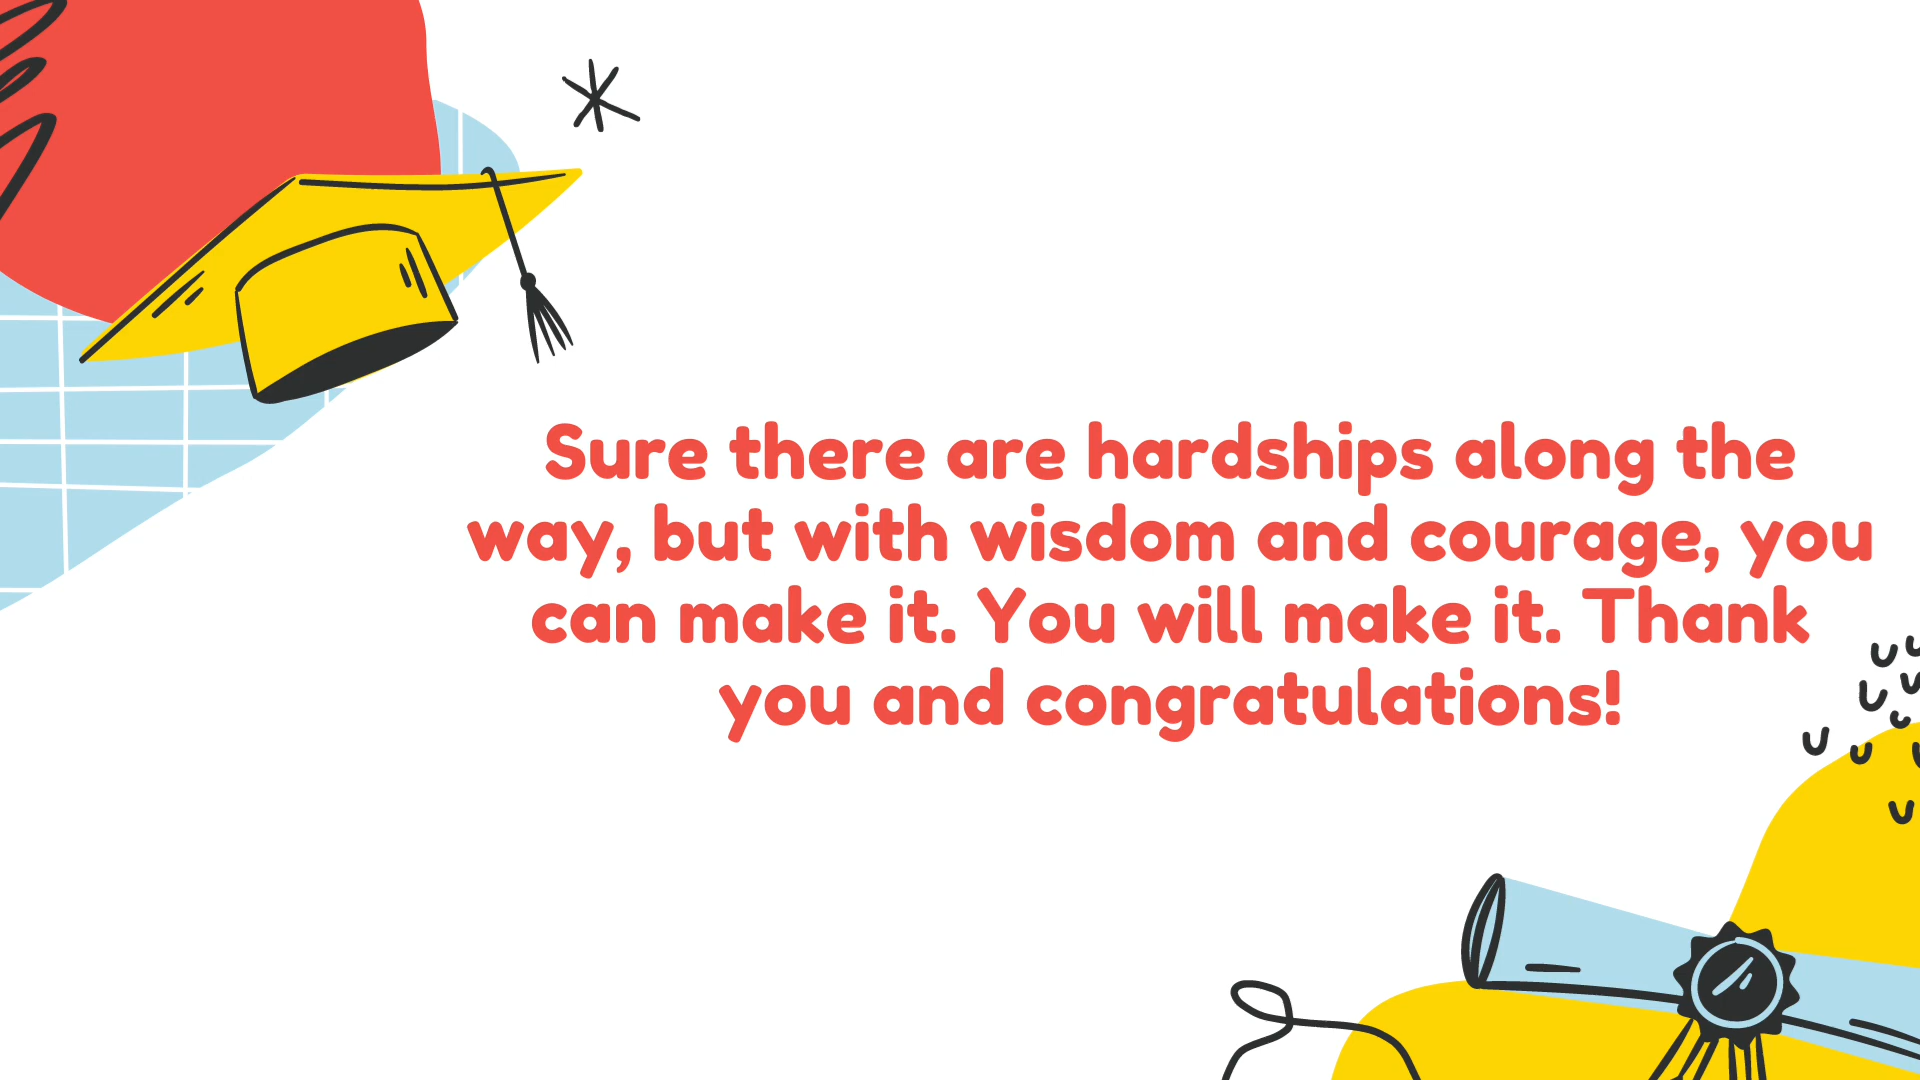 Sure there are hardships along the
way, but with wisdom and courage, you
can make it. You will make it. Thank
you and congratulations!